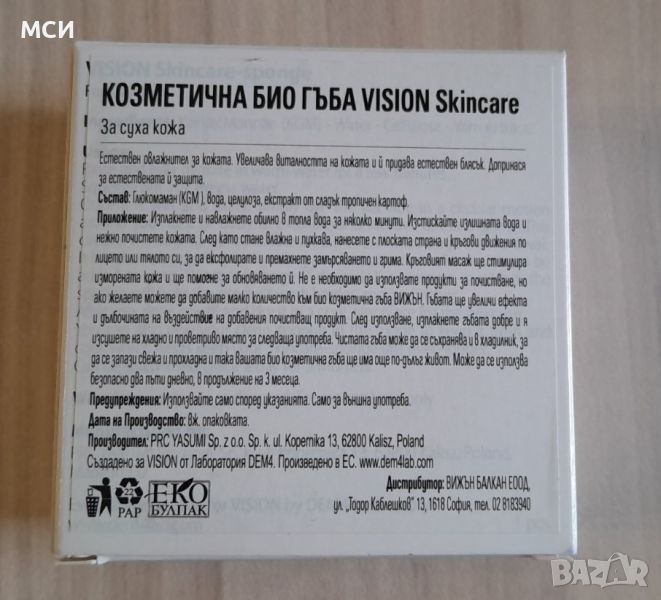 МСИ
VISION Skincare-sponge
КОЗМЕТИЧНА БИО ГЪБА VISION Skincare
За суха кожа
Естествен овлажнител за кожата. Увеличава виталността на кожата и й придава естествен блясък. Допринася
за естествената й защита.
Състав: Глюкомаман (KGM ), вода, целулоза, екстракт от сладък тропичен картоф.
Приложение: Изплакнете и навлажнете обилно в топла вода за няколко минути. Изстискайте излишната вода и
нежно почистете кожата. След като стане влажна и пухкава, нанесете с плоската страна и кръгови движения по
лицето или тялото си, за да ексфолирате и премахнете замърсяването и грима. Кръговият масаж ще стимулира
изморената кожа и ще помогне за обновяването й. Не е необходимо да използвате продукти за почистване, но
ако желаете можете да добавите малко количество към био козметична гъба ВИЖЪН. Гъбата ще увеличи ефекта
и дълбочината на въздействие на добавения почистващ продукт. След използване, изплакнете гъбата добре и я
изсушете на хладно и проветриво място за следваща употреба. Чистата гъба може да се съхранява и в хладилник, за
да се запази свежа и прохладна и така вашата био козметична гъба ще има още по-дълъг живот. Може да се използва
безопасно два пъти дневно, в продължение на 3 месеца.
Предупреждения: Използвайте само според указанията. Само за външна употреба.
Дата на Производство: вж. опаковката.
Производител: PRC YASUMI Sp. z o.o. Sp. k. ul. Kopernika 13, 62800 Kalisz, Poland
Създадено за VISION от Лаборатория DEM4. Произведено в ЕС. www.dem4lab.com
Дистрибутор: ВИЖЪН БАЛКАН ЕООД,
ул. „Тодор Каблешков" 13, 1618 София, тел. 02 8183940
22
PAP
ЕКО
БУЛПАК
BAZAR